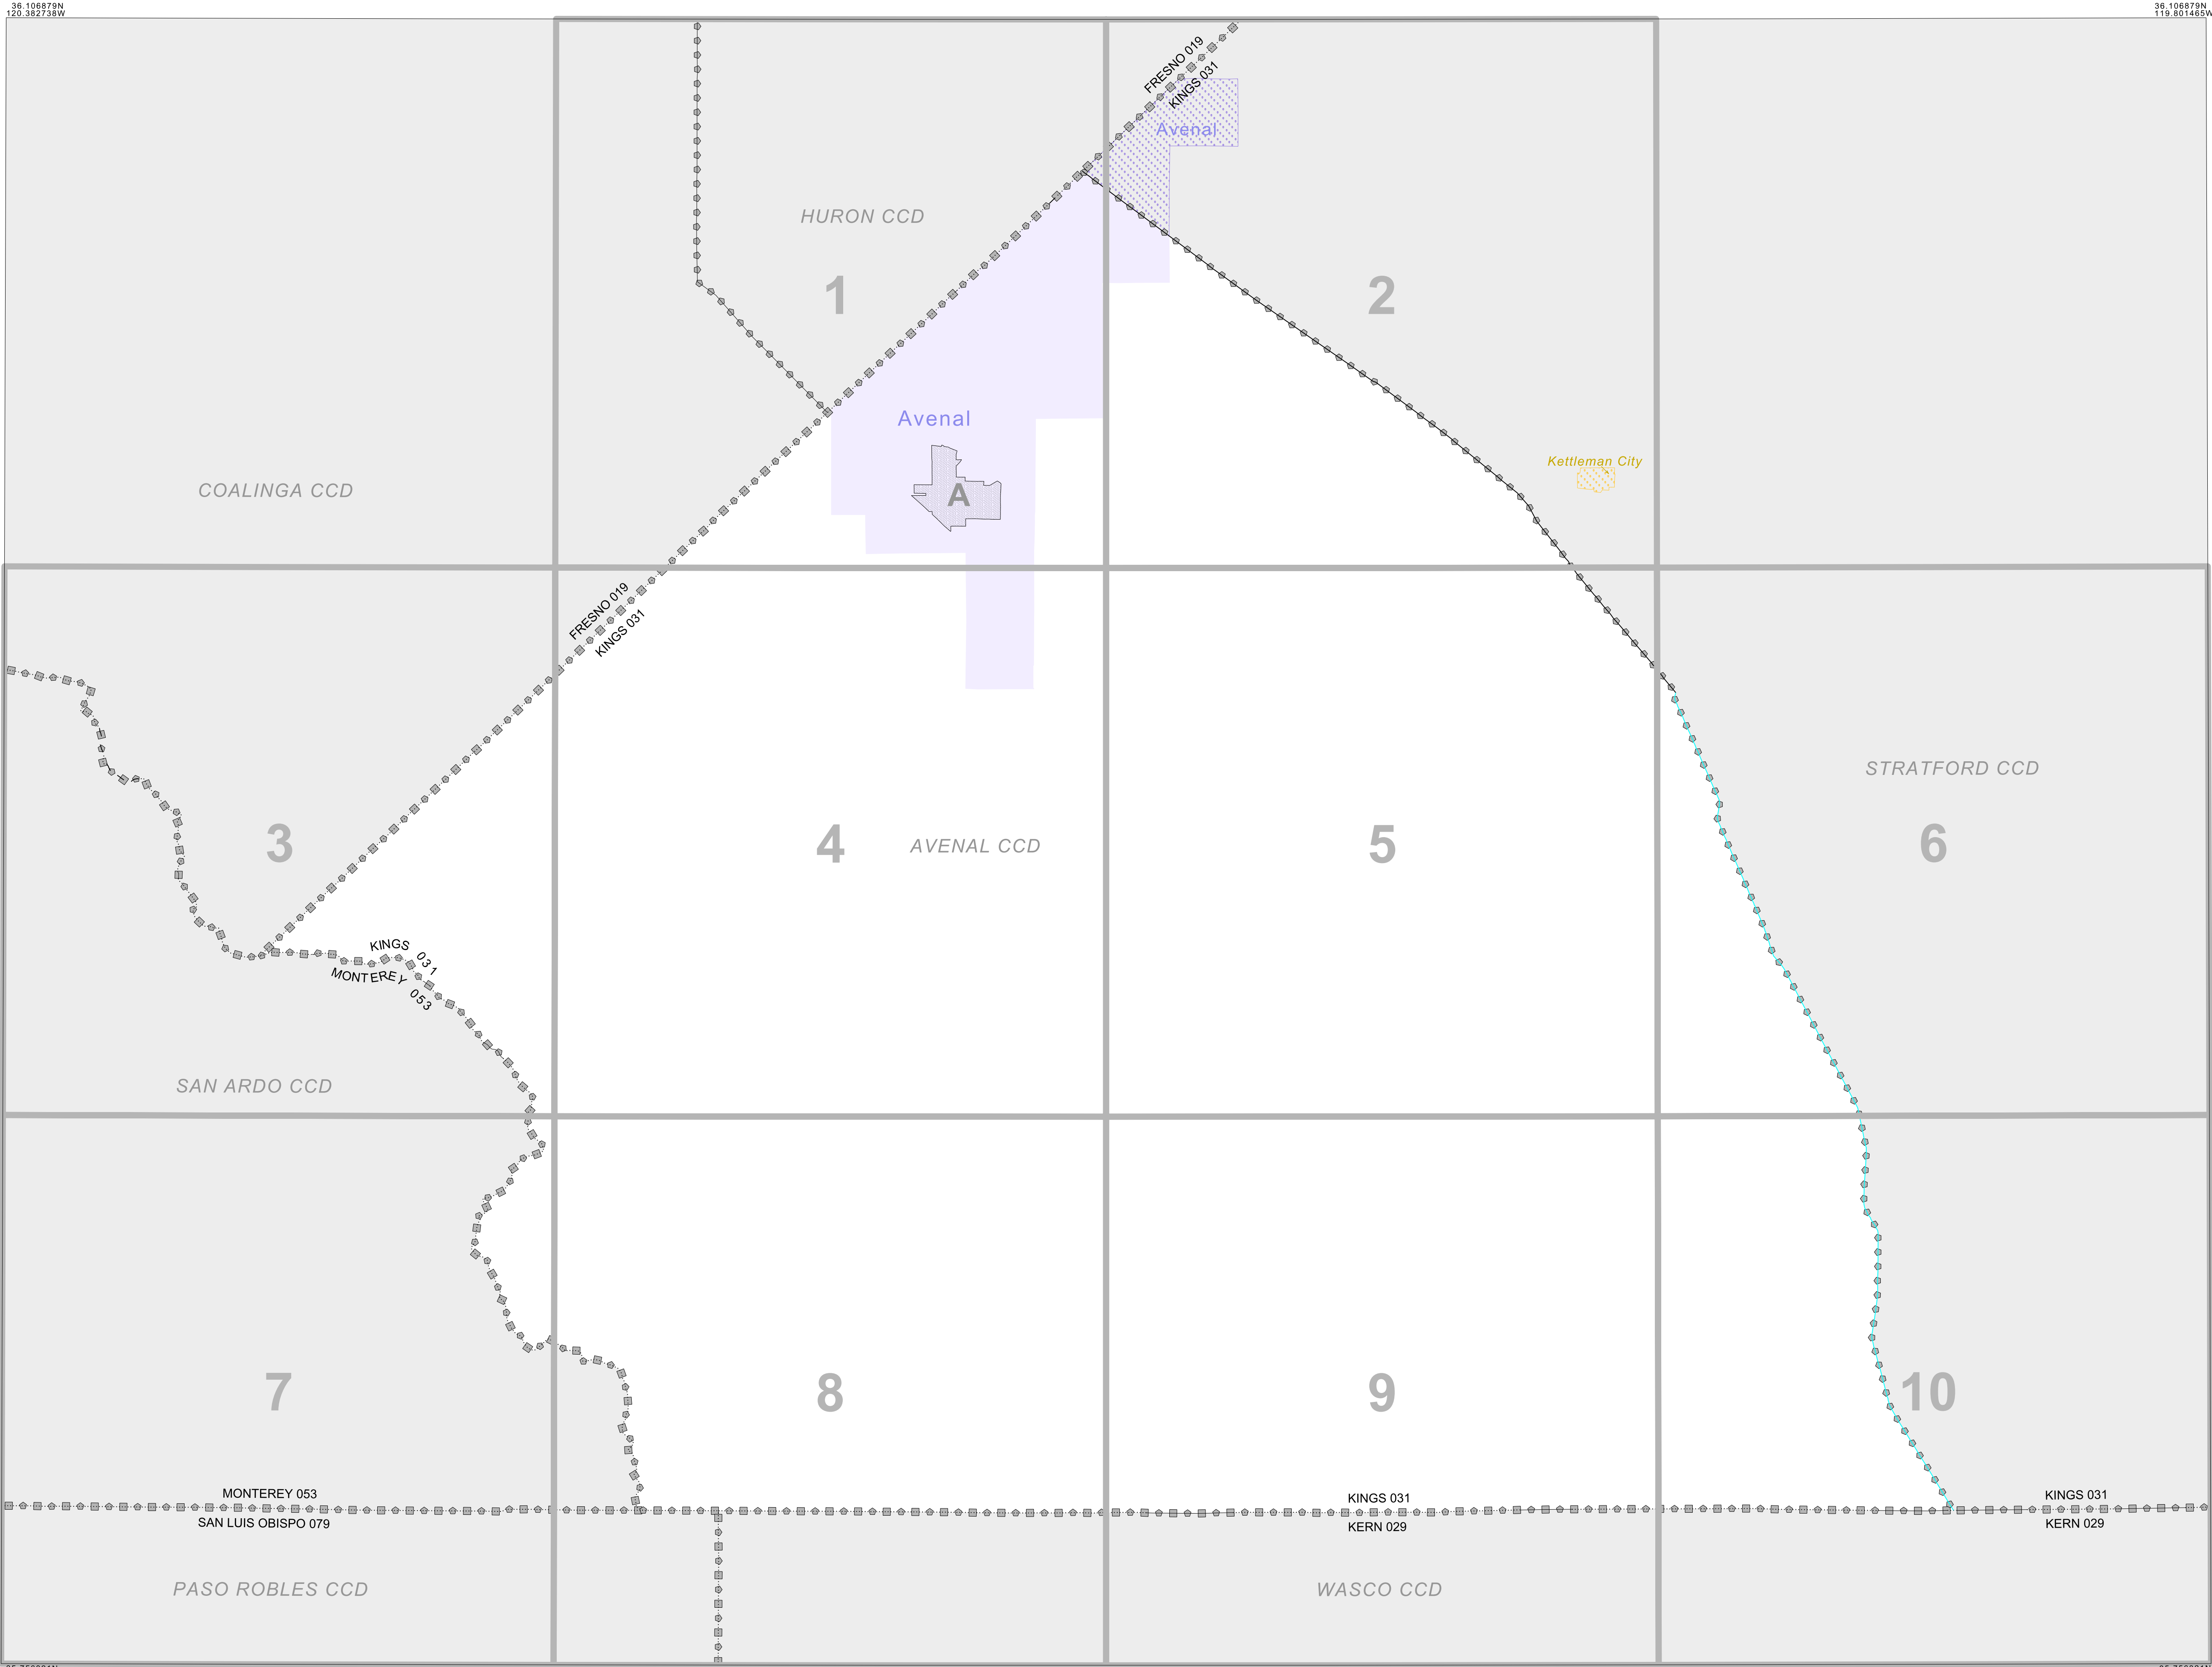 36.106879N
120.382738W
36.106879N
119.801465W
FRESNO 019
KINGS 031
Avenal
HURON CCD
1
2
Avenal
Kettleman City
COALINGA CCD
A
FRESNO 019
KINGS 031
STRATFORD CCD
3
4
AVENAL CCD
5
6
KINGS 031
MONTEREY 053
SAN ARDO CCD
7
8
9
10
MONTEREY 053
SAN LUIS OBISPO 079
KINGS 031
KERN 029
KINGS 031
KERN 029
PASO ROBLES CCD
WASCO CCD